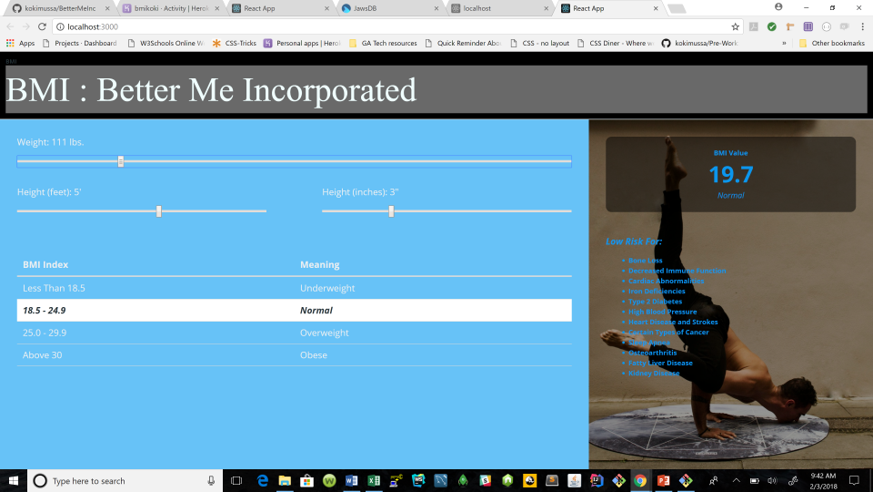 kokimussa/BetterMeInc
bmikoki - Activity | Herok
React App
JawsDB
localhost
React App
localhost:3000
Apps
Projects - Dashboard
W3Schools Online W
CSS-Tricks
Personal apps | Hero
GA Tech resources
Quick Reminder Abo
CSS - no layout
CSS Diner - Where w
kokimussa/Pre-Work
»
Other bookmarks
BMI
BMI : Better Me Incorporated
Weight: 111 lbs.
Height (feet): 5'
Height (inches): 3"
BMI Index Meaning
Less Than 18.5 Underweight
18.5 - 24.9 Normal
25.0 - 29.9 Overweight
Above 30 Obese
BMI Value
19.7
Normal
Low Risk For:
Bone Loss
Decreased Immune Function
Cardiac Abnormalities
Iron Deficiencies
Type 2 Diabetes
High Blood Pressure
Heart Disease and Strokes
Certain Types of Cancer
Osteoarthritis
Fatty Liver Disease
Kidney Disease
Type here to search
9:42 AM
2/3/2018